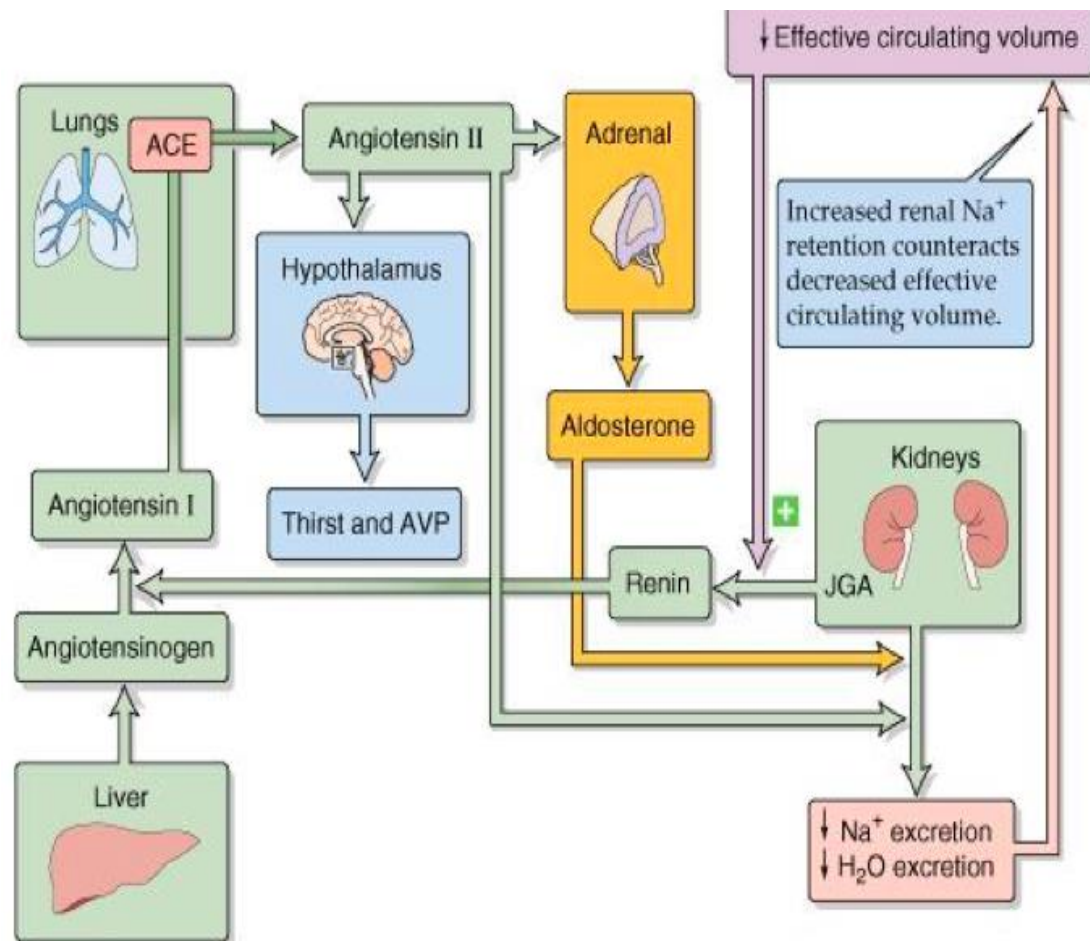 ↓ Effective circulating volume
Lungs
ACE
Angiotensin II
Adrenal
Increased renal Na⁺
retention counteracts
decreased effective
circulating volume.
Hypothalamus
Aldosterone
Kidneys
Angiotensin I
Thirst and AVP
+
Renin
JGA
Angiotensinogen
Liver
↓ Na⁺ excretion
↓ H₂O excretion